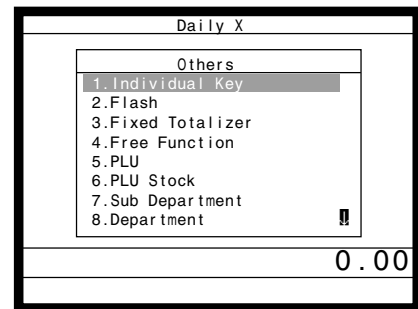 Daily X
Others
1.Individual Key
2.Flash
3.Fixed Totalizer
4.Free Function
5.PLU
6.PLU Stock
7.Sub Department
8.Department
0.00